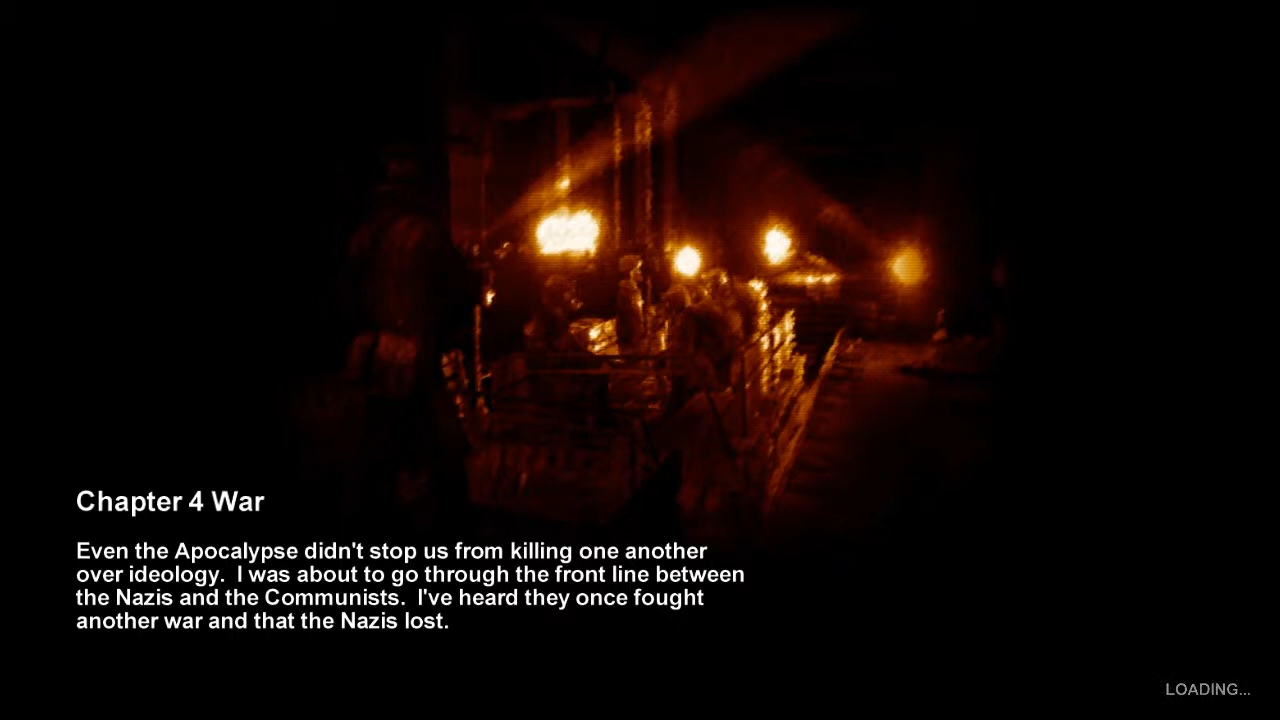 Chapter 4 War
Even the Apocalypse didn't stop us from killing one another
over ideology.  I was about to go through the front line between
the Nazis and the Communists.  I've heard they once fought
another war and that the Nazis lost.
LOADING...